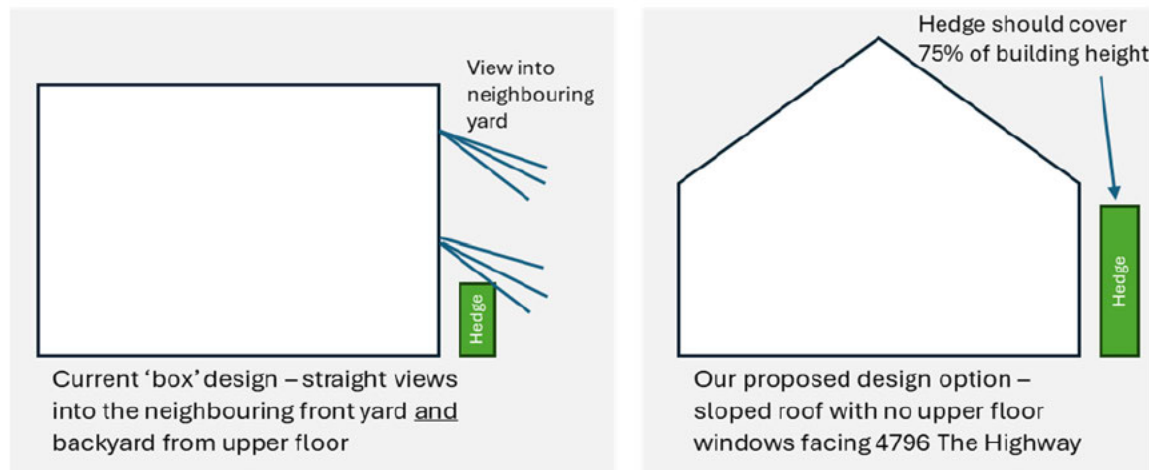 View into
neighbouring
yard
Hedge
Current ‘box’ design – straight views
into the neighbouring front yard and
backyard from upper floor
Hedge should cover
75% of building height
Hedge
Our proposed design option –
sloped roof with no upper floor
windows facing 4796 The Highway